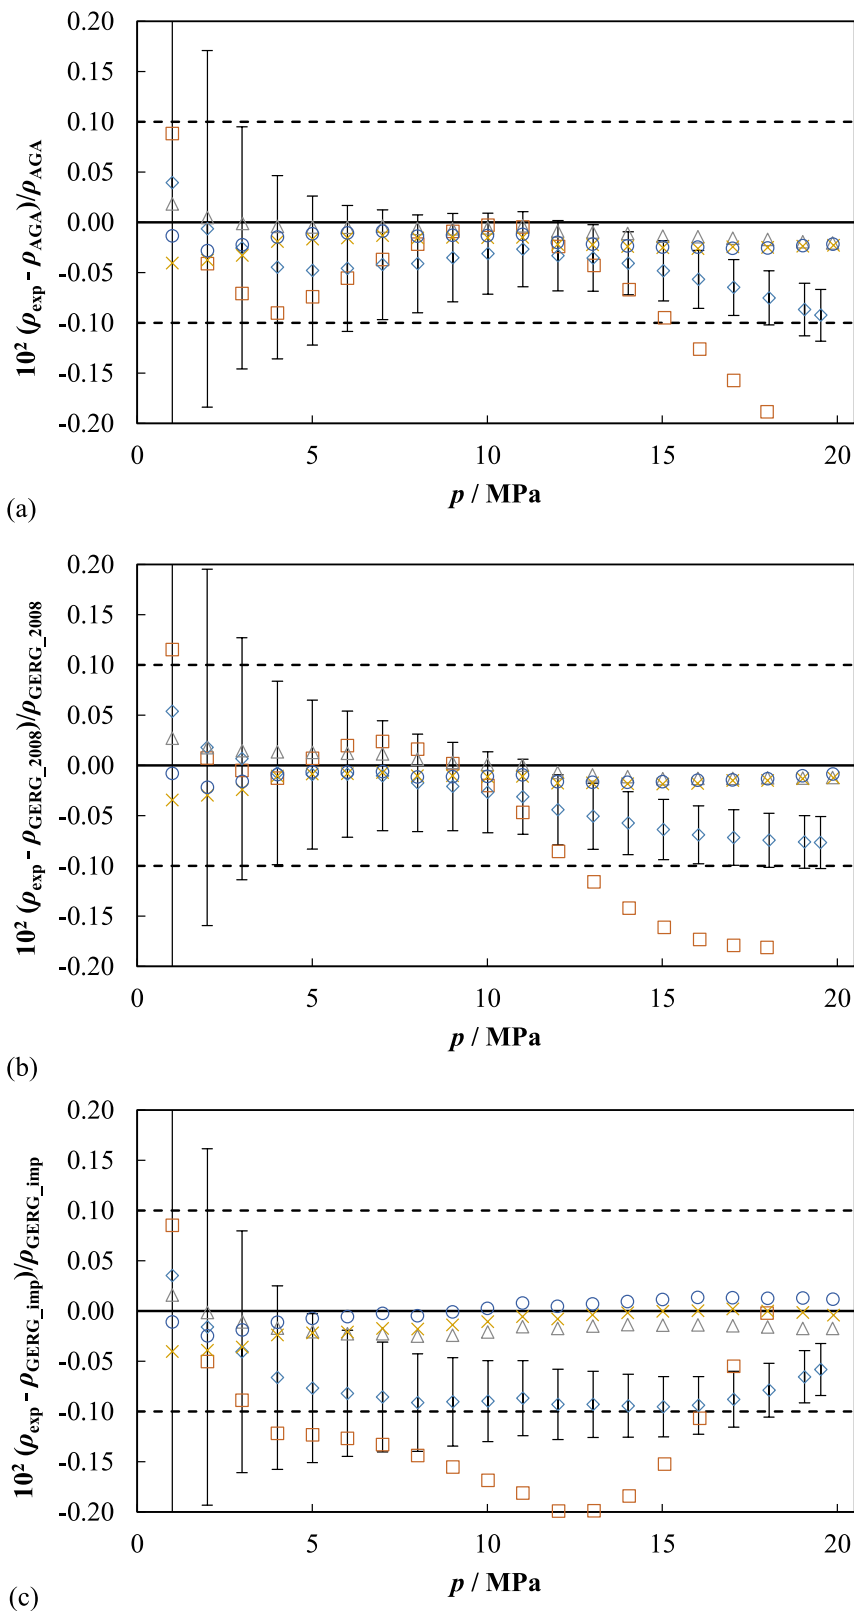 0.20
0.15
0.10
0.05
0.00
-0.05
-0.10
-0.15
-0.20
10² (ρexp - ρAGA)/ρAGA
0 5 10 15 20
p / MPa
(a)
0.20
0.15
0.10
0.05
0.00
-0.05
-0.10
-0.15
-0.20
10² (ρexp - ρGERG_2008)/ρGERG_2008
0 5 10 15 20
p / MPa
(b)
0.20
0.15
0.10
0.05
0.00
-0.05
-0.10
-0.15
-0.20
10² (ρexp - ρGERG_imp)/ρGERG_imp
0 5 10 15 20
p / MPa
(c)